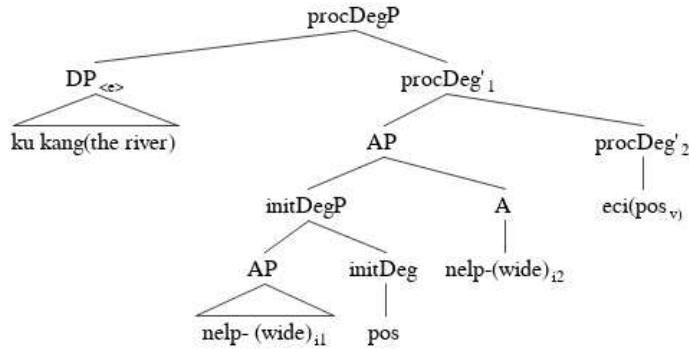 procDegP
DP<e> procDeg'1
ku kang(the river) AP procDeg'2
initDegP A eci(posv)
AP initDeg nelp-(wide)i2
nelp- (wide)i1 pos